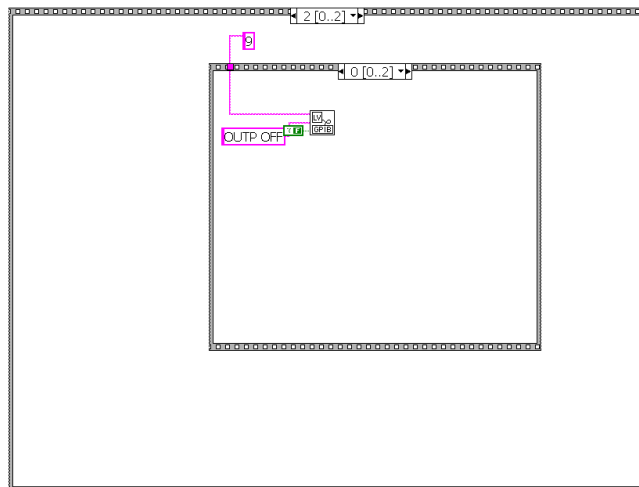 2 [0..2]
9
0 [0..2]
LV
OUTP OFF
T F
GPIB